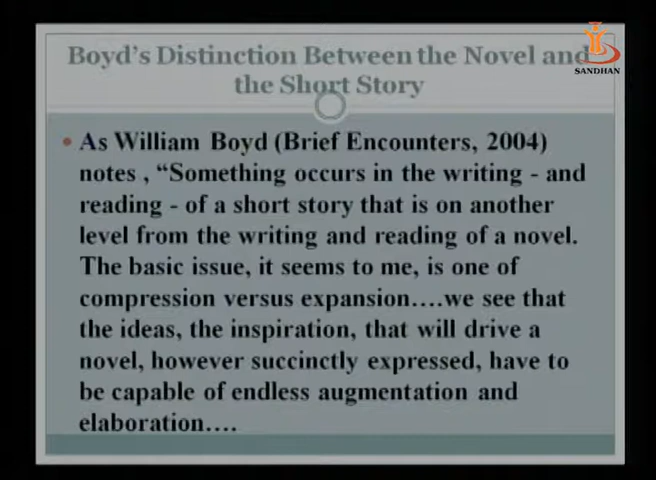 Boyd's Distinction Between the Novel and
the Short Story
SANDHAN
• As William Boyd (Brief Encounters, 2004)
notes , “Something occurs in the writing - and
reading - of a short story that is on another
level from the writing and reading of a novel.
The basic issue, it seems to me, is one of
compression versus expansion….we see that
the ideas, the inspiration, that will drive a
novel, however succinctly expressed, have to
be capable of endless augmentation and
elaboration….